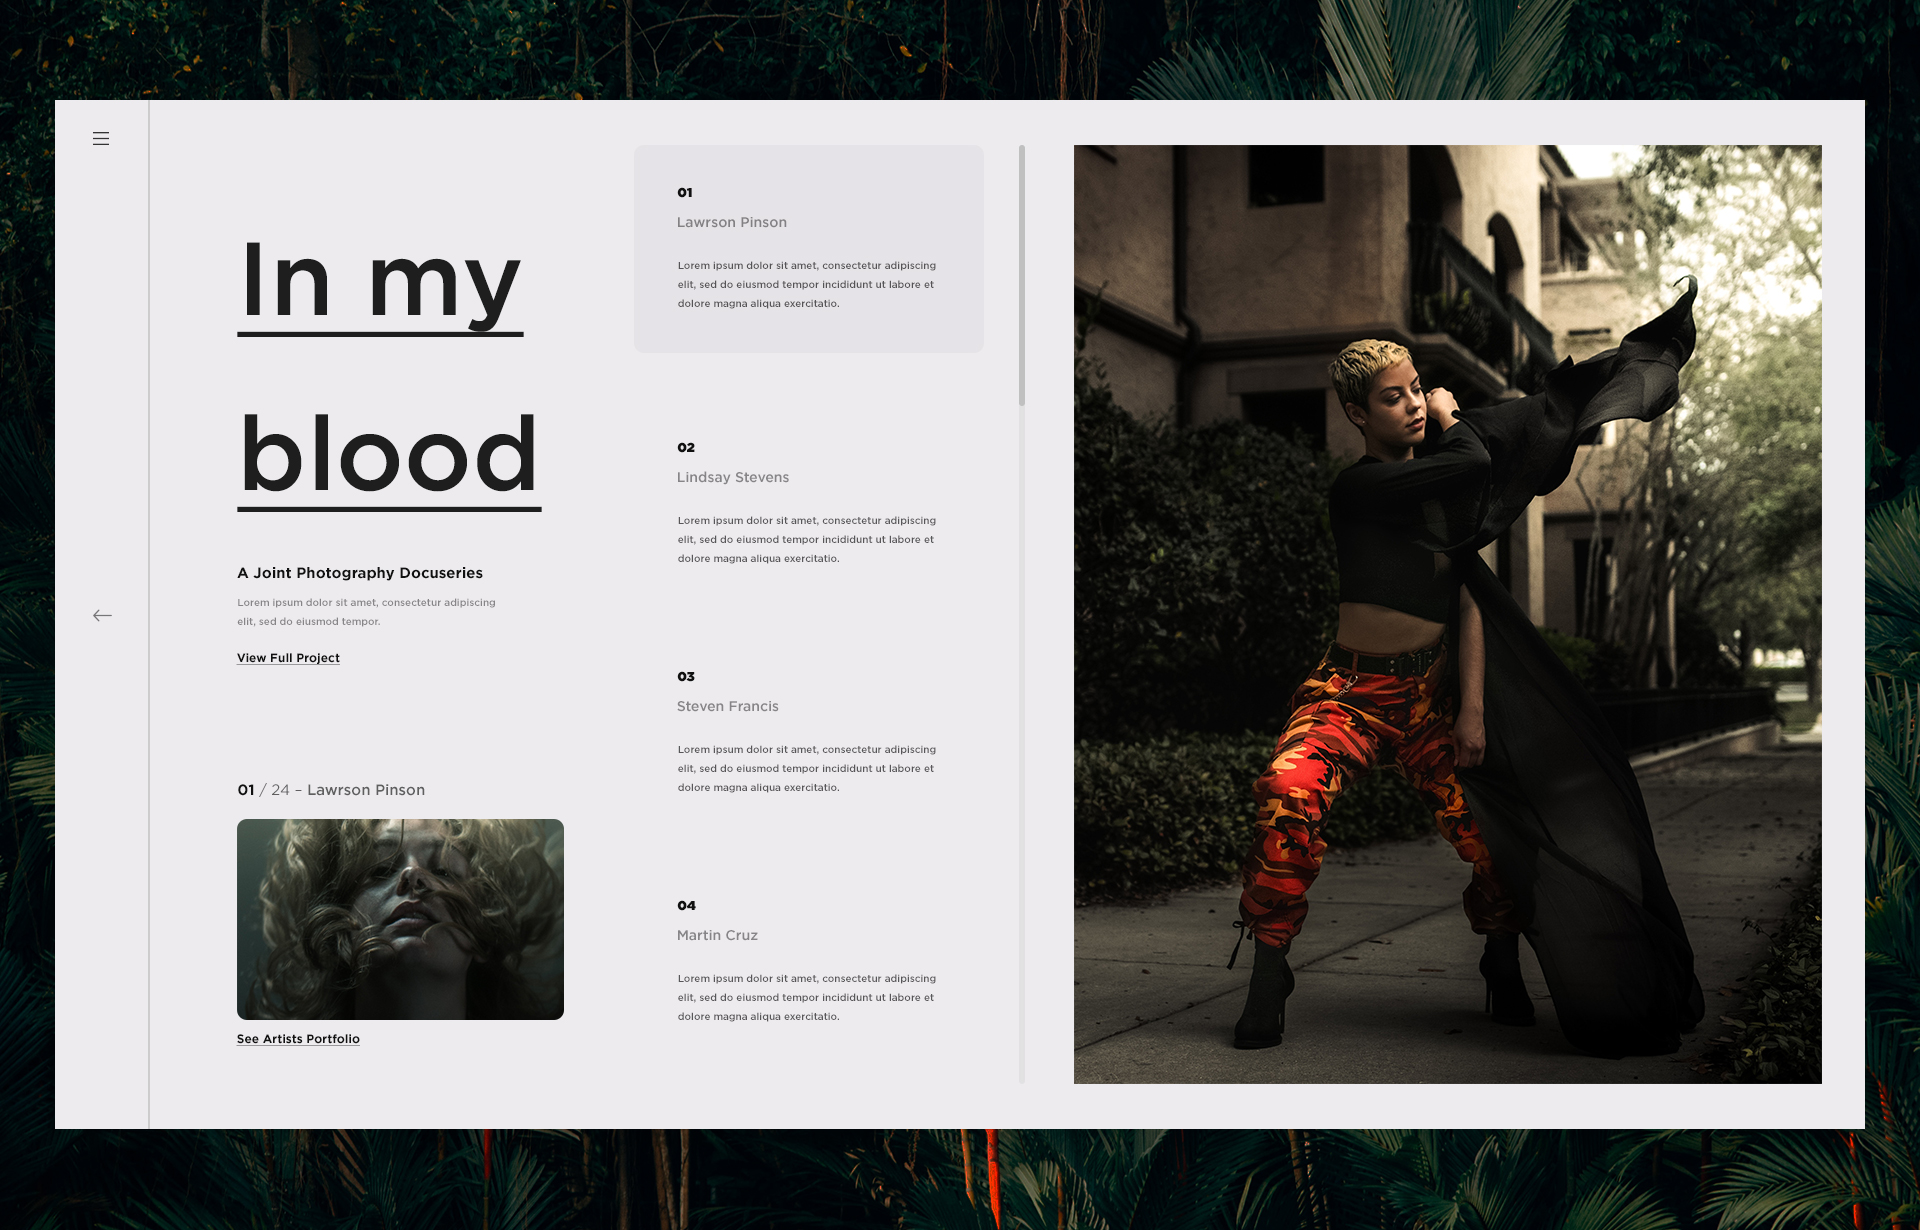 In my
blood
A Joint Photography Docuseries
Lorem ipsum dolor sit amet, consectetur adipiscing
elit, sed do eiusmod tempor.
View Full Project
01 / 24 – Lawrson Pinson
See Artists Portfolio
01
Lawrson Pinson
Lorem ipsum dolor sit amet, consectetur adipiscing
elit, sed do eiusmod tempor incididunt ut labore et
dolore magna aliqua exercitatio.
02
Lindsay Stevens
Lorem ipsum dolor sit amet, consectetur adipiscing
elit, sed do eiusmod tempor incididunt ut labore et
dolore magna aliqua exercitatio.
03
Steven Francis
Lorem ipsum dolor sit amet, consectetur adipiscing
elit, sed do eiusmod tempor incididunt ut labore et
dolore magna aliqua exercitatio.
04
Martin Cruz
Lorem ipsum dolor sit amet, consectetur adipiscing
elit, sed do eiusmod tempor incididunt ut labore et
dolore magna aliqua exercitatio.